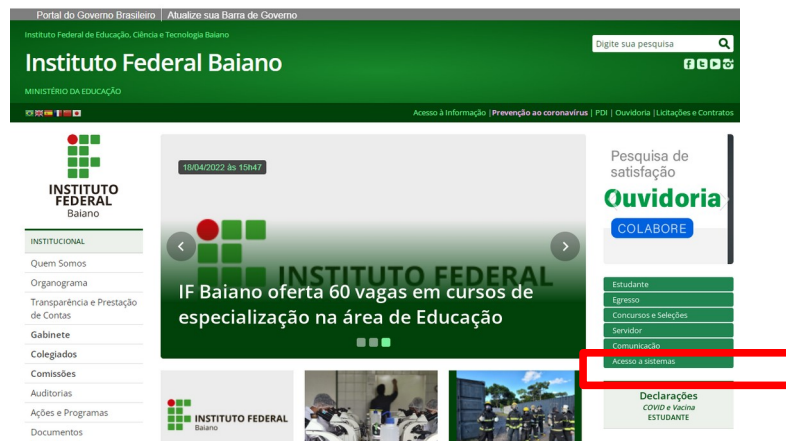 Portal do Governo Brasileiro
Atualize sua Barra de Governo
Instituto Federal de Educação, Ciência e Tecnologia Baiano
Instituto Federal Baiano
MINISTÉRIO DA EDUCAÇÃO
Digite sua pesquisa
Acesso à Informação |Prevenção ao coronavírus | PDI | Ouvidoria |Licitações e Contratos
INSTITUTO
FEDERAL
Baiano
INSTITUCIONAL
Quem Somos
Organograma
Transparência e Prestação
de Contas
Gabinete
Colegiados
Comissões
Auditorias
Ações e Programas
Documentos
18/04/2022 às 15h47
INSTITUTO FEDERAL
IF Baiano oferta 60 vagas em cursos de
especialização na área de Educação
INSTITUTO FEDERAL
Baiano
Pesquisa de
satisfação
Ouvidoria
COLABORE
Estudante
Egresso
Concursos e Seleções
Servidor
Comunicação
Acesso a sistemas
Declarações
COVID e Vacina
ESTUDANTE